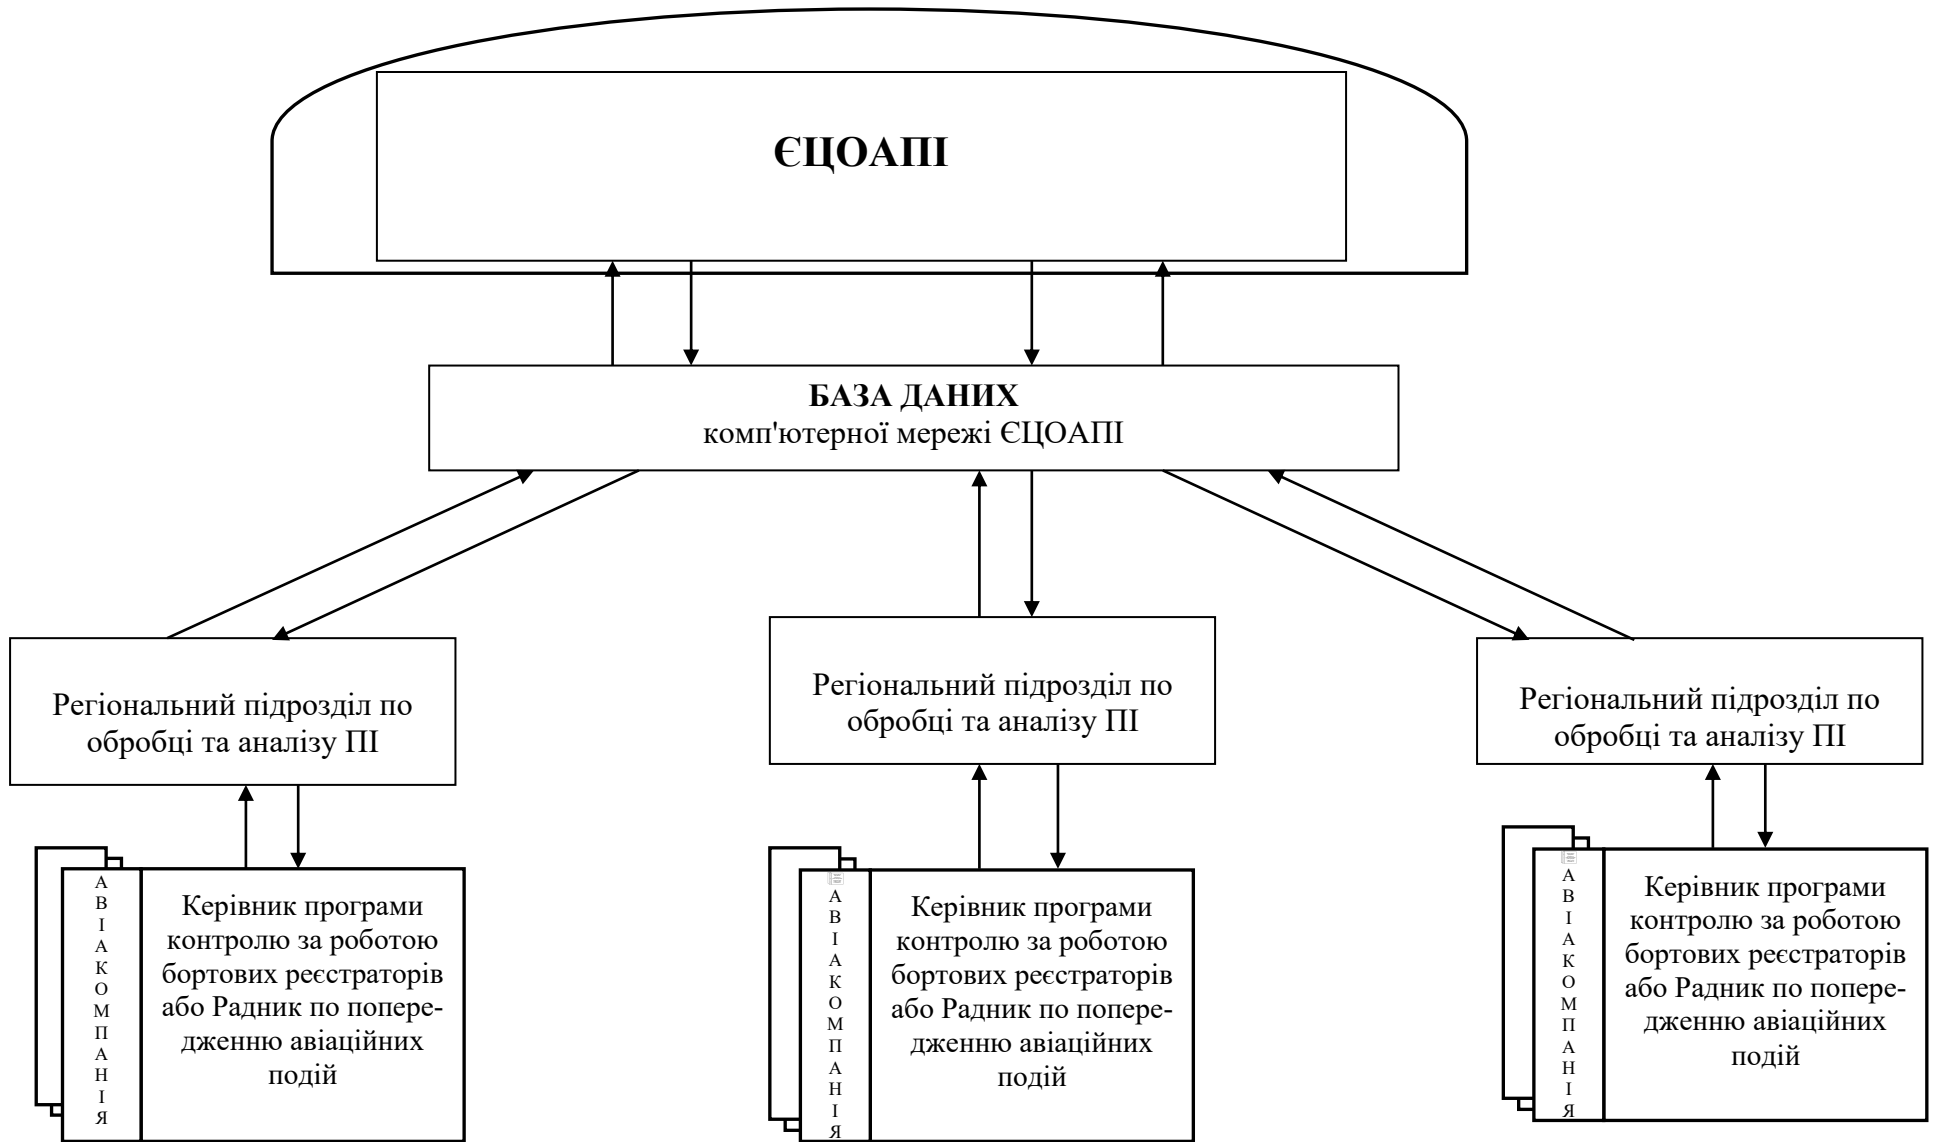 ЄЦОАПІ
БАЗА ДАНИХ
комп'ютерної мережі ЄЦОАПІ
Регіональний підрозділ по
обробці та аналізу ПІ
Регіональний підрозділ по
обробці та аналізу ПІ
Регіональний підрозділ по
обробці та аналізу ПІ
А
В
І
А
К
О
М
П
А
Н
І
Я
Керівник програми
контролю за роботою
бортових реєстраторів
або Радник по попере-
дженню авіаційних
подій
А
В
І
А
К
О
М
П
А
Н
І
Я
Керівник програми
контролю за роботою
бортових реєстраторів
або Радник по попере-
дженню авіаційних
подій
А
В
І
А
К
О
М
П
А
Н
І
Я
Керівник програми
контролю за роботою
бортових реєстраторів
або Радник по попере-
дженню авіаційних
подій